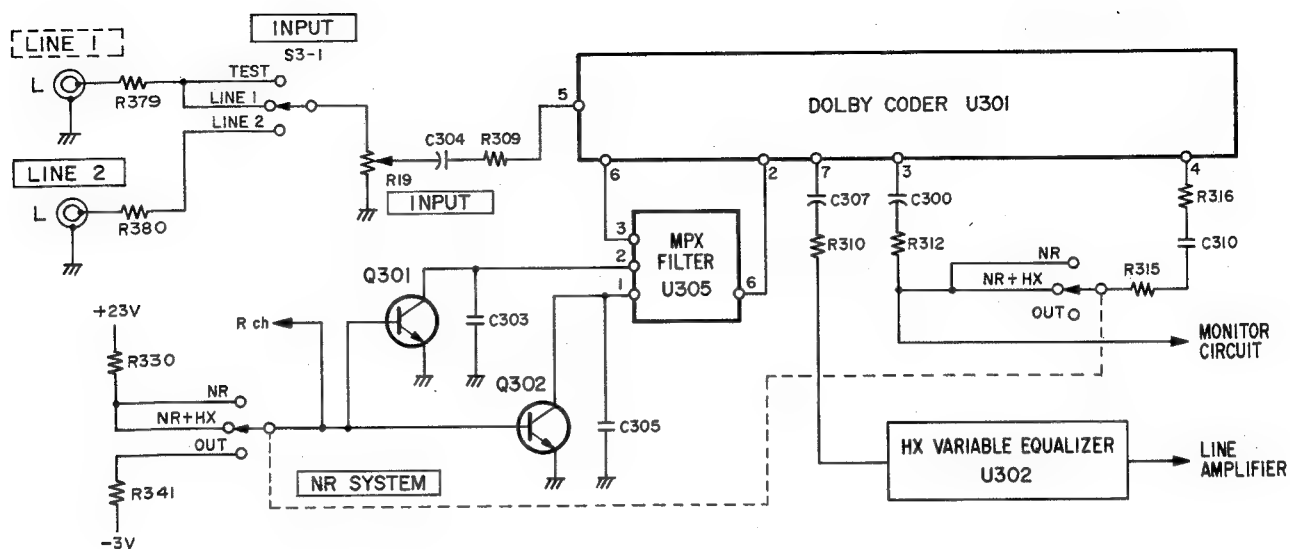 INPUT
S3-1
LINE 1
L
R379
TEST
LINE 1
LINE 2
LINE 2
L
R380
R19
INPUT
C304
R309
5
DOLBY CODER U301
6
2
7
3
4
C307
C300
R316
C310
R310
R312
R315
NR
NR+HX
OUT
MONITOR
CIRCUIT
3
2
1
MPX
FILTER
U305
6
Q301
C303
R ch
Q302
C305
+23V
R330
NR
NR+HX
OUT
R341
-3V
NR SYSTEM
HX VARIABLE EQUALIZER
U302
LINE
AMPLIFIER